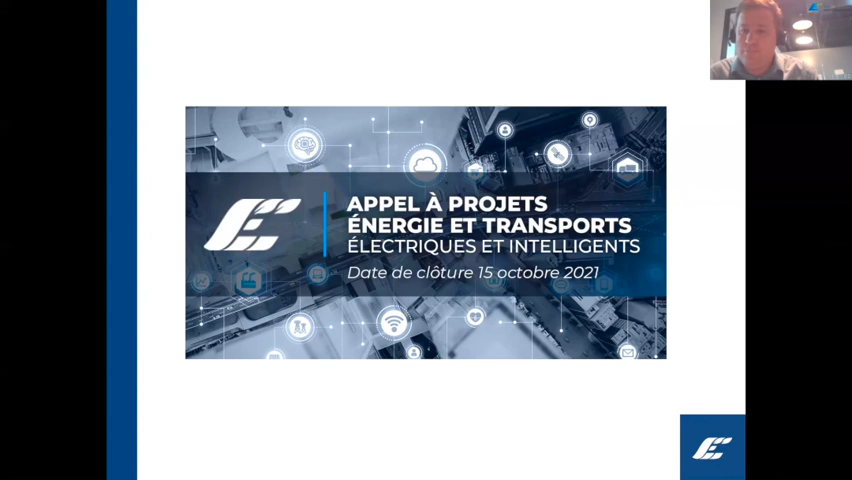 APPEL À PROJETS
ÉNERGIE ET TRANSPORTS
ÉLECTRIQUES ET INTELLIGENTS
Date de clôture 15 octobre 2021